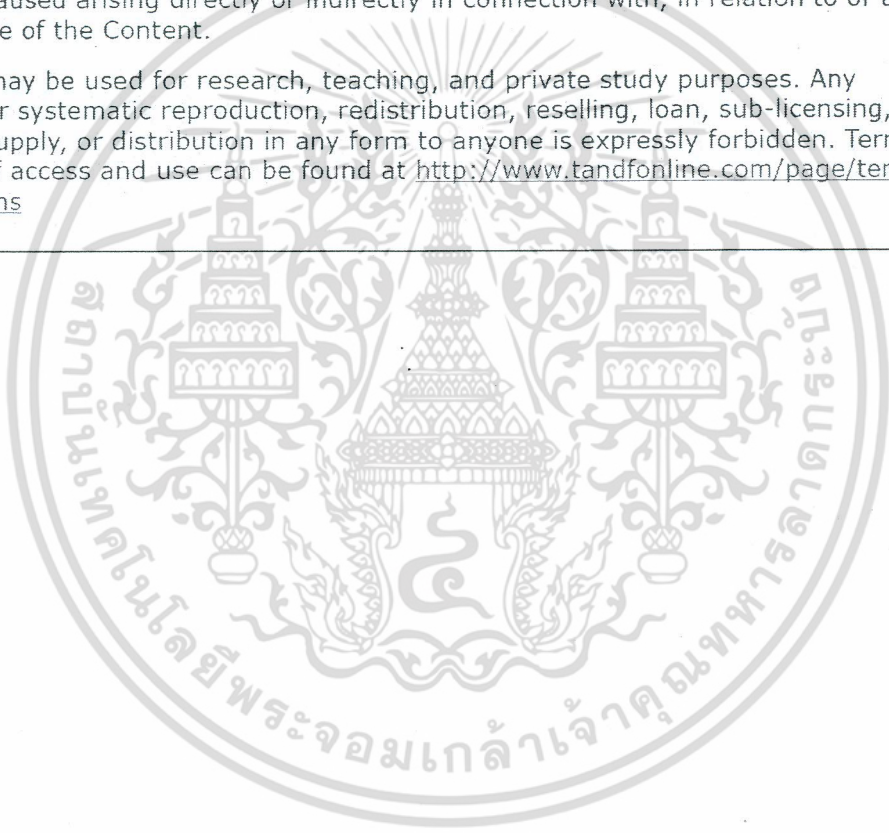 e of the Content.
may be used for research, teaching, and private study purposes. Any
r systematic reproduction, redistribution, reselling, loan, sub-licensing,
upply, or distribution in any form to anyone is expressly forbidden. Terr
f access and use can be found at http://www.tandfonline.com/page/ter
ns
สถาบันเทคโนโลยีพระจอมเกล้าเจ้าคุณทหารลาดกระบัง
๔